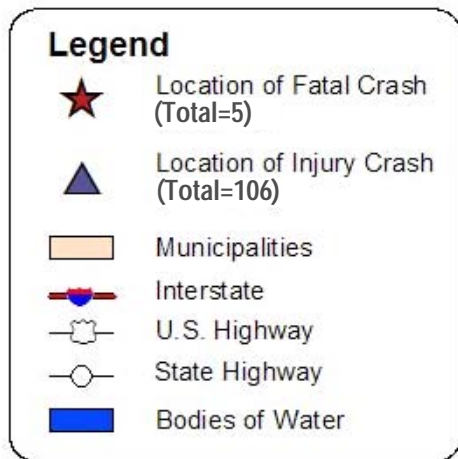 Legend
Location of Fatal Crash
(Total=5)
Location of Injury Crash
(Total=106)
Municipalities
Interstate
U.S. Highway
State Highway
Bodies of Water